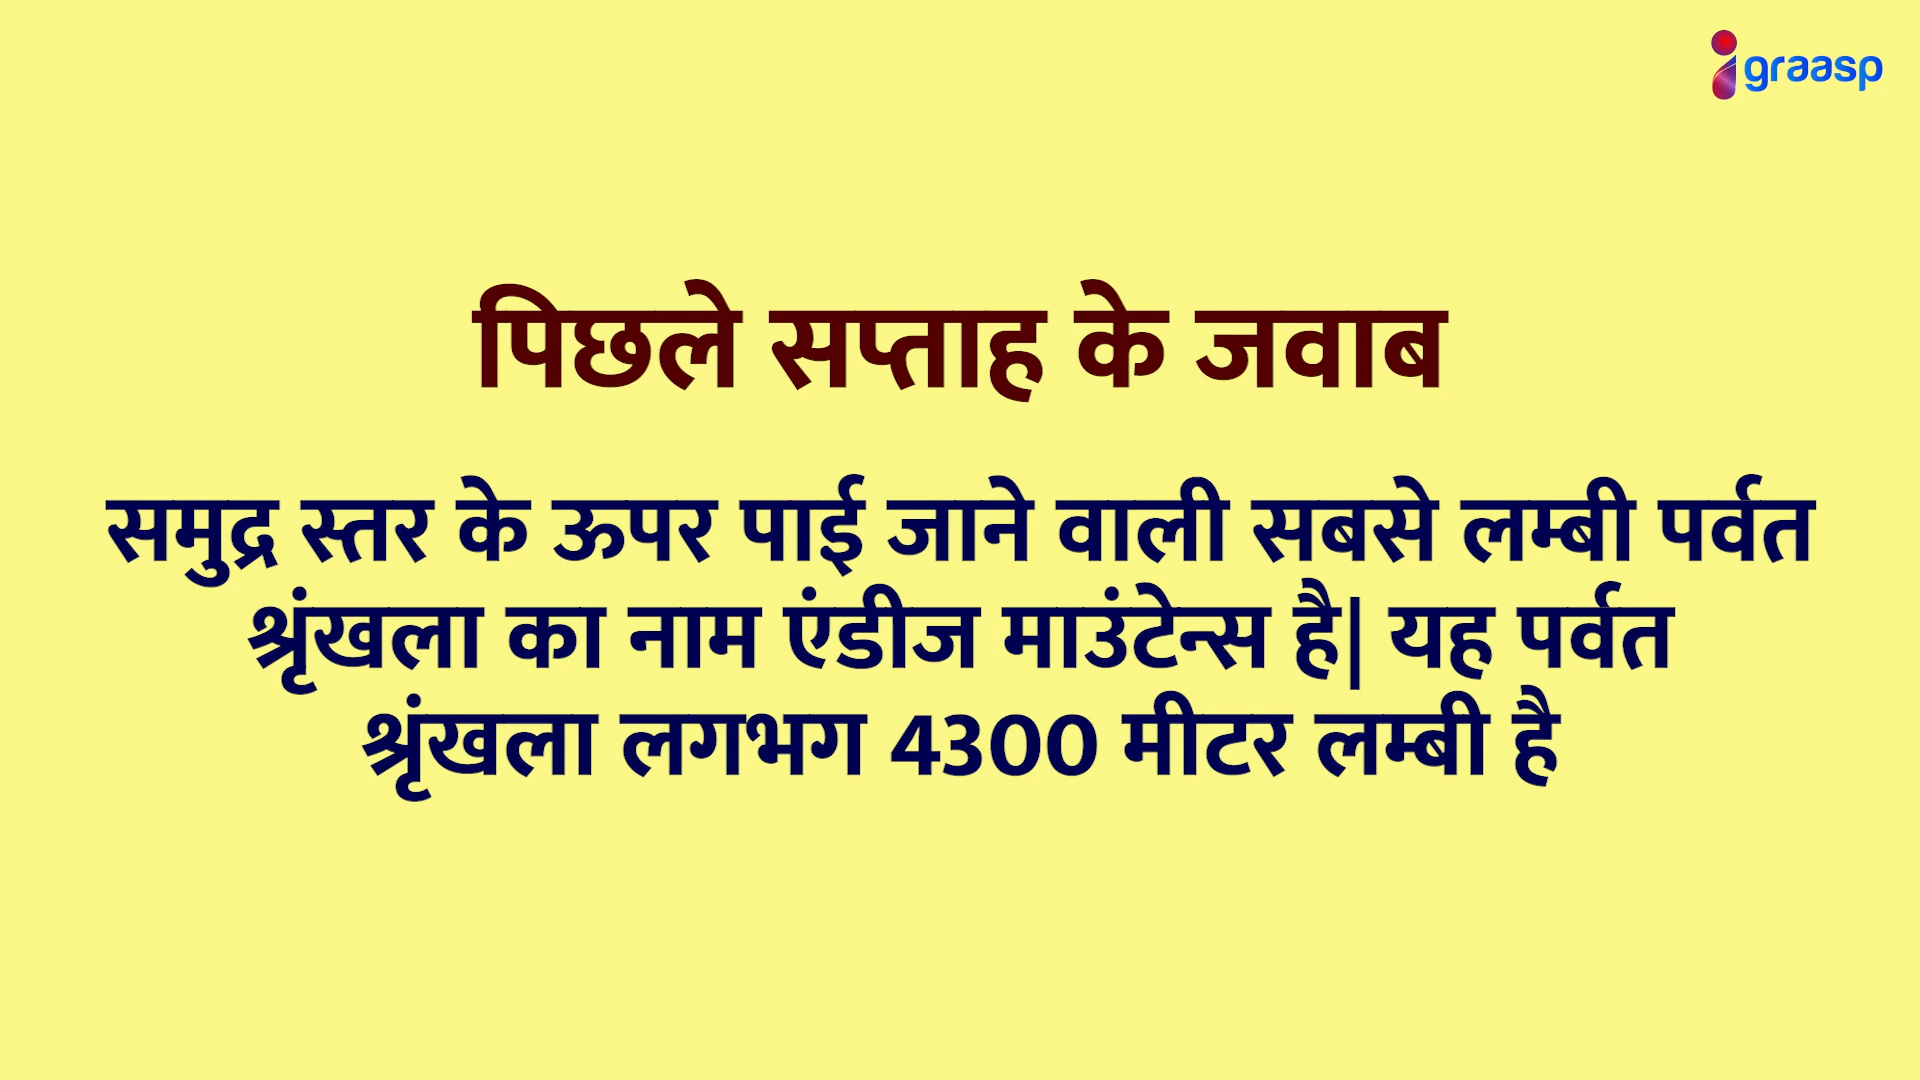 graasp
पिछले सप्ताह के जवाब
समुद्र स्तर के ऊपर पाई जाने वाली सबसे लम्बी पर्वत
श्रृंखला का नाम एंडीज माउंटेन्स है| यह पर्वत
श्रृंखला लगभग 4300 मीटर लम्बी है